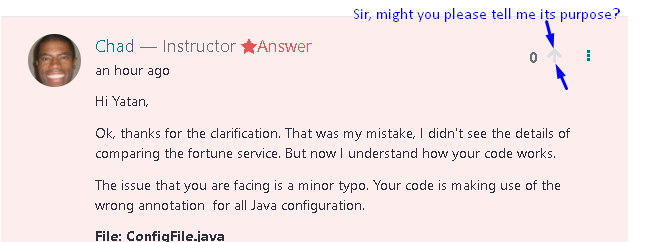 Sir, might you please tell me its purpose?
Chad — Instructor ★Answer
0
an hour ago
Hi Yatan,
Ok, thanks for the clarification. That was my mistake, I didn't see the details of
comparing the fortune service. But now I understand how your code works.
The issue that you are facing is a minor typo. Your code is making use of the
wrong annotation for all Java configuration.
File: ConfigFile.java